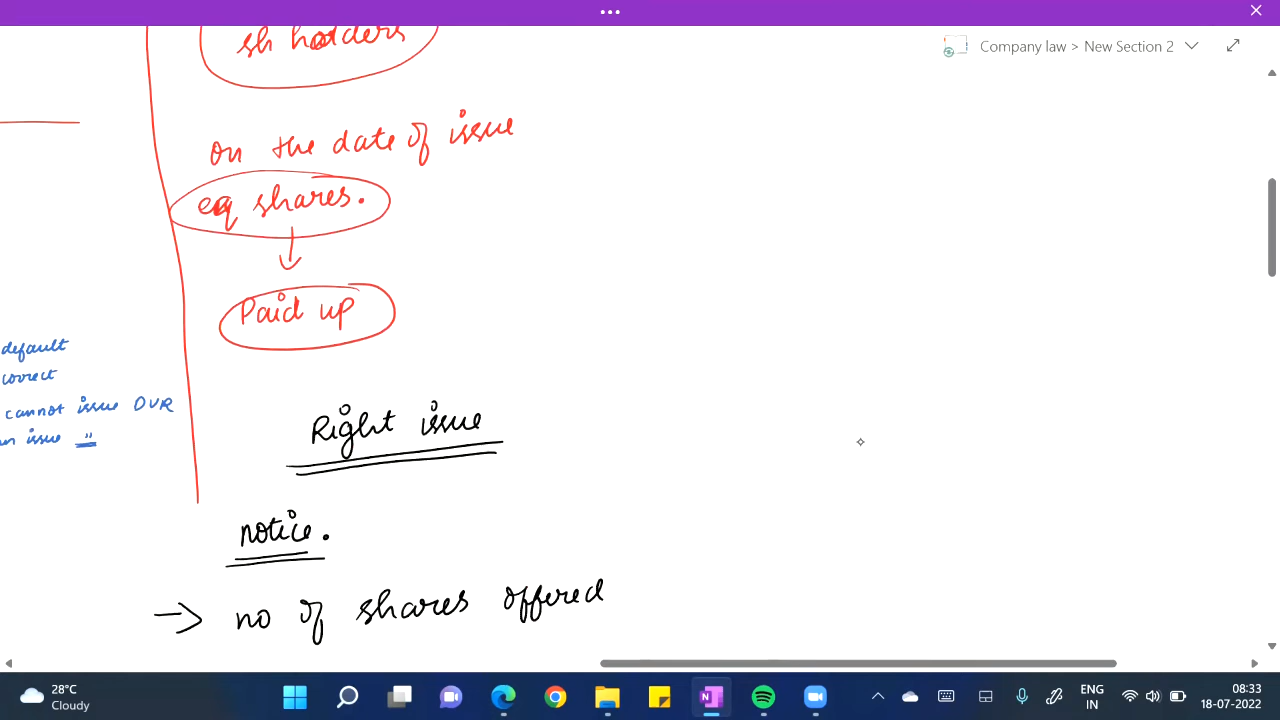 Company law > New Section 2
sh holders
on the date of issue
eq shares.
Paid up
default
correct
cannot issue DVR
issue "
Right issue
notice.
→ no of shares offered
28°C
Cloudy
ENG
IN
08:33
18-07-2022